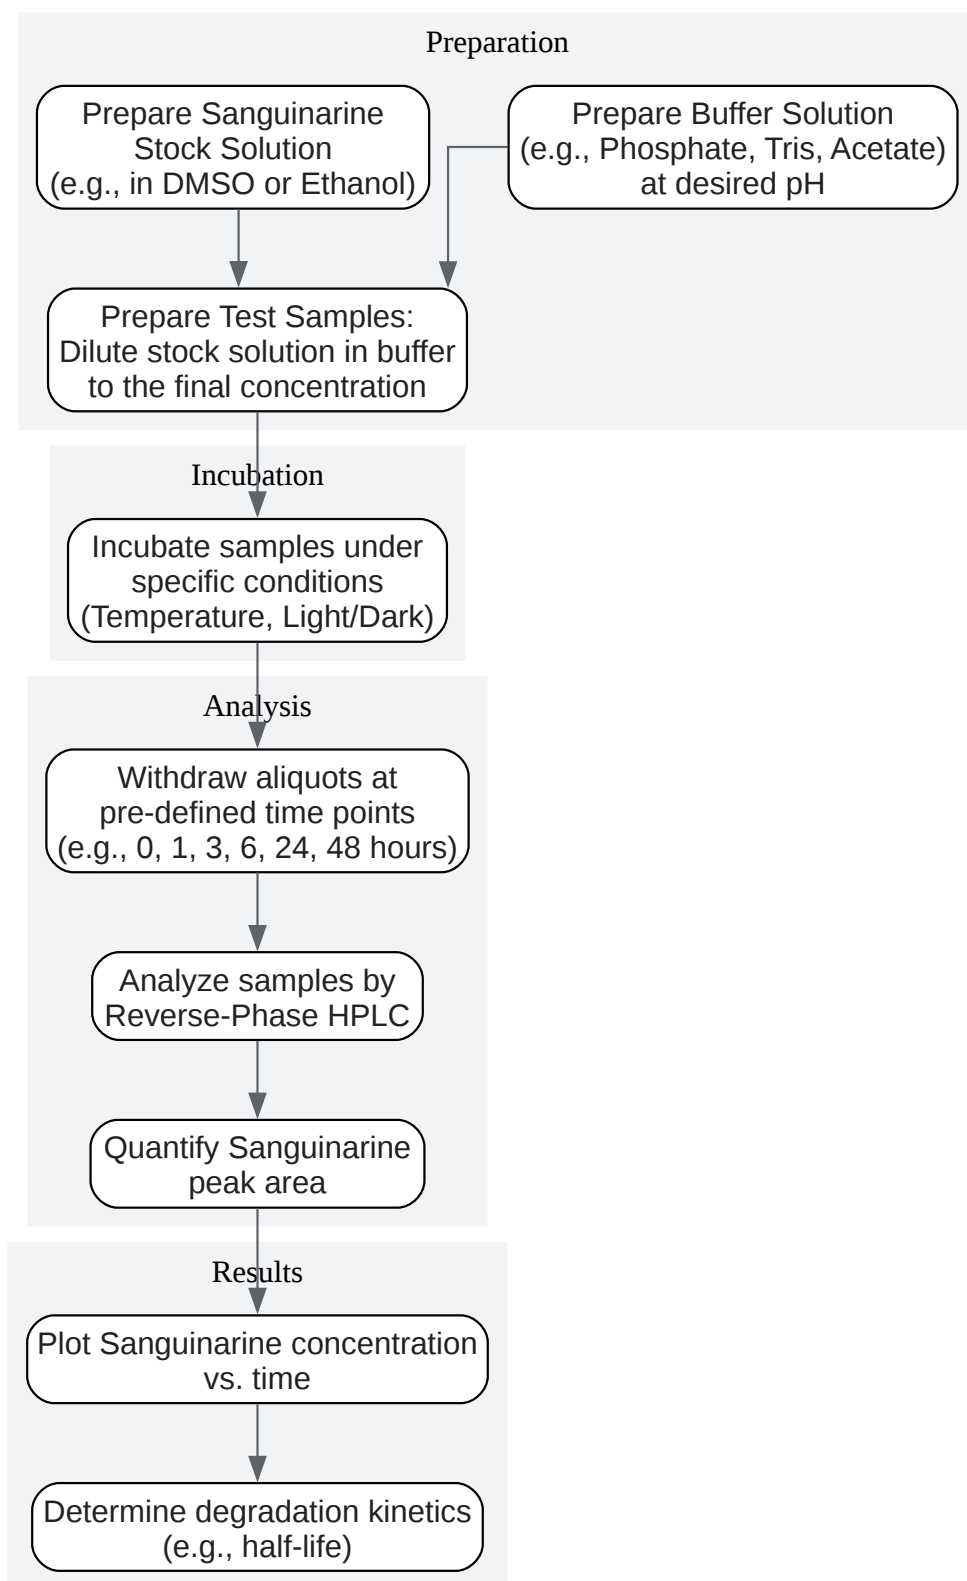 Preparation
Prepare Sanguinarine
Stock Solution
(e.g., in DMSO or Ethanol)
Prepare Buffer Solution
(e.g., Phosphate, Tris, Acetate)
at desired pH
Prepare Test Samples:
Dilute stock solution in buffer
to the final concentration
Incubation
Incubate samples under
specific conditions
(Temperature, Light/Dark)
Analysis
Withdraw aliquots at
pre-defined time points
(e.g., 0, 1, 3, 6, 24, 48 hours)
Analyze samples by
Reverse-Phase HPLC
Quantify Sanguinarine
peak area
Results
Plot Sanguinarine concentration
vs. time
Determine degradation kinetics
(e.g., half-life)